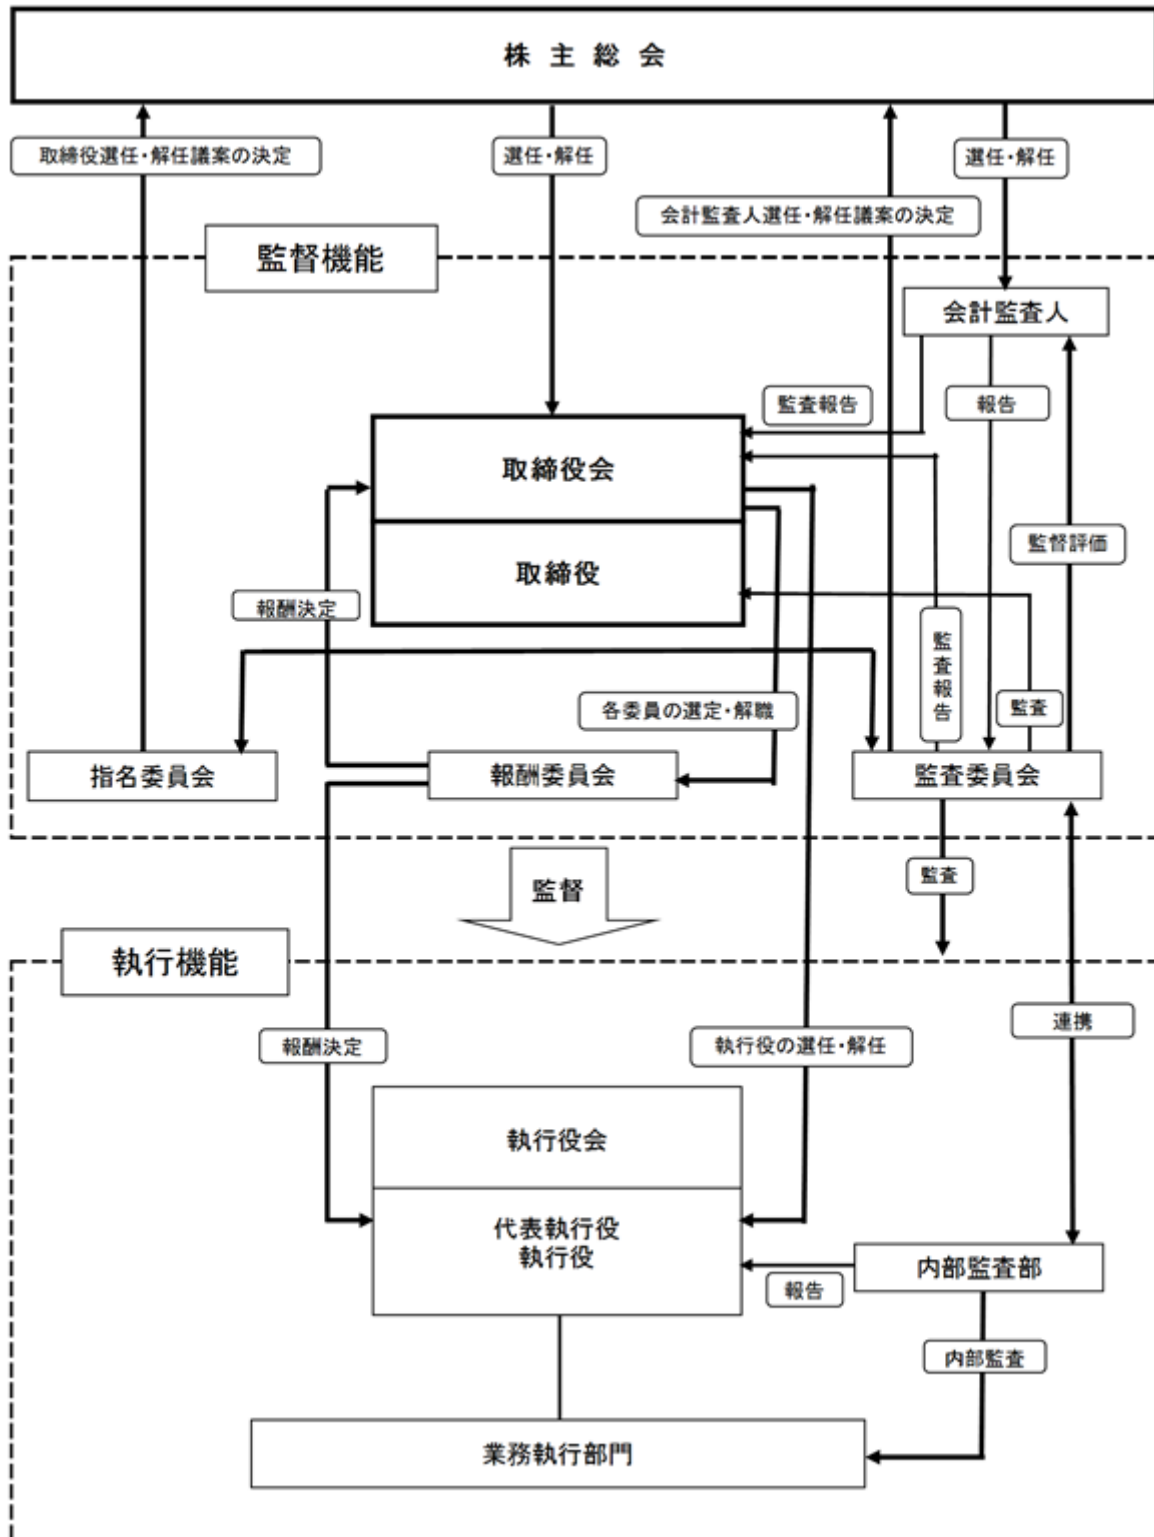 株主総会
取締役選任・解任議案の決定
選任・解任
選任・解任
会計監査人選任・解任議案の決定
監督機能
会計監査人
監査報告
報告
取締役会
監督評価
取締役
報酬決定
監査報告
監査
各委員の選定・解職
指名委員会
報酬委員会
監査委員会
監督
監査
執行機能
連携
報酬決定
執行役の選任・解任
執行役会
代表執行役
執行役
内部監査部
報告
内部監査
業務執行部門